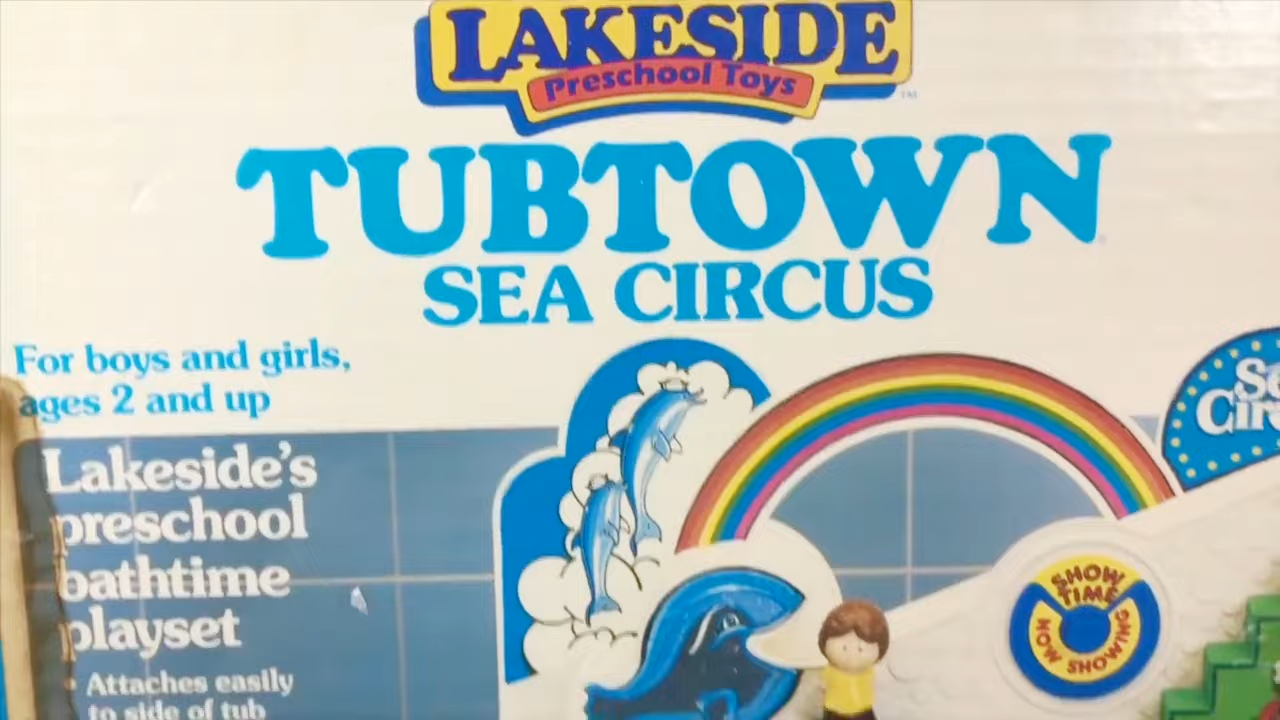 LAKESIDE
Preschool Toys
TM
TUBTOWN
SEA CIRCUS
For boys and girls,
ages 2 and up
Lakeside's
preschool
bathtime
playset
• Attaches easily
to side of tub
SHOW
TIME
NOW SHOWING